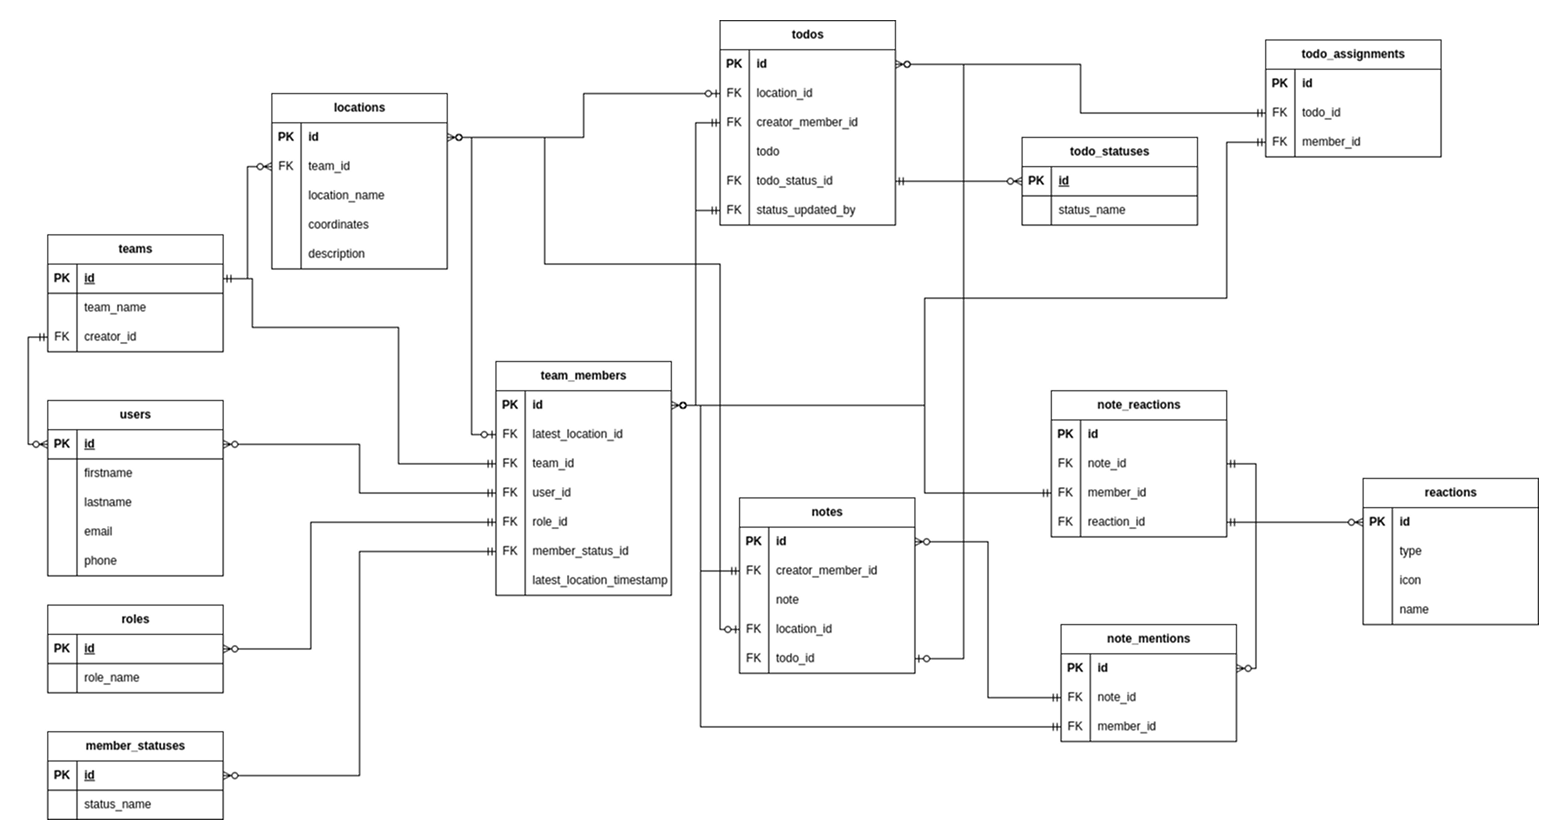 todos
PK id
FK location_id
FK creator_member_id
todo
FK todo_status_id
FK status_updated_by
todo_assignments
PK id
FK todo_id
FK member_id
locations
PK id
FK team_id
location_name
coordinates
description
todo_statuses
PK id
status_name
teams
PK id
team_name
FK creator_id
team_members
PK id
FK latest_location_id
FK team_id
FK user_id
FK role_id
FK member_status_id
latest_location_timestamp
users
PK id
firstname
lastname
email
phone
note_reactions
PK id
FK note_id
FK member_id
FK reaction_id
reactions
PK id
type
icon
name
notes
PK id
FK creator_member_id
note
FK location_id
FK todo_id
roles
PK id
role_name
note_mentions
PK id
FK note_id
FK member_id
member_statuses
PK id
status_name